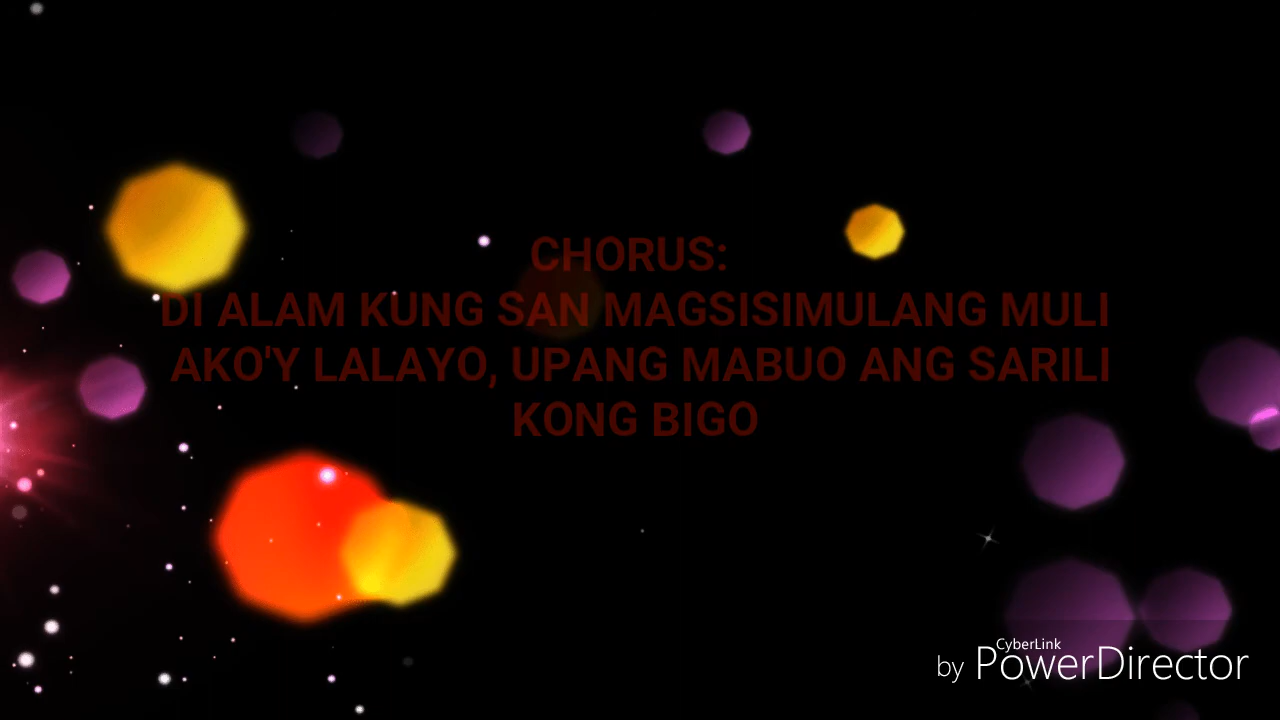 CHORUS:
DI ALAM KUNG SAN MAGSISIMULANG MULI
AKO'Y LALAYO, UPANG MABUO ANG SARILI
KONG BIGO
CyberLink
by PowerDirector